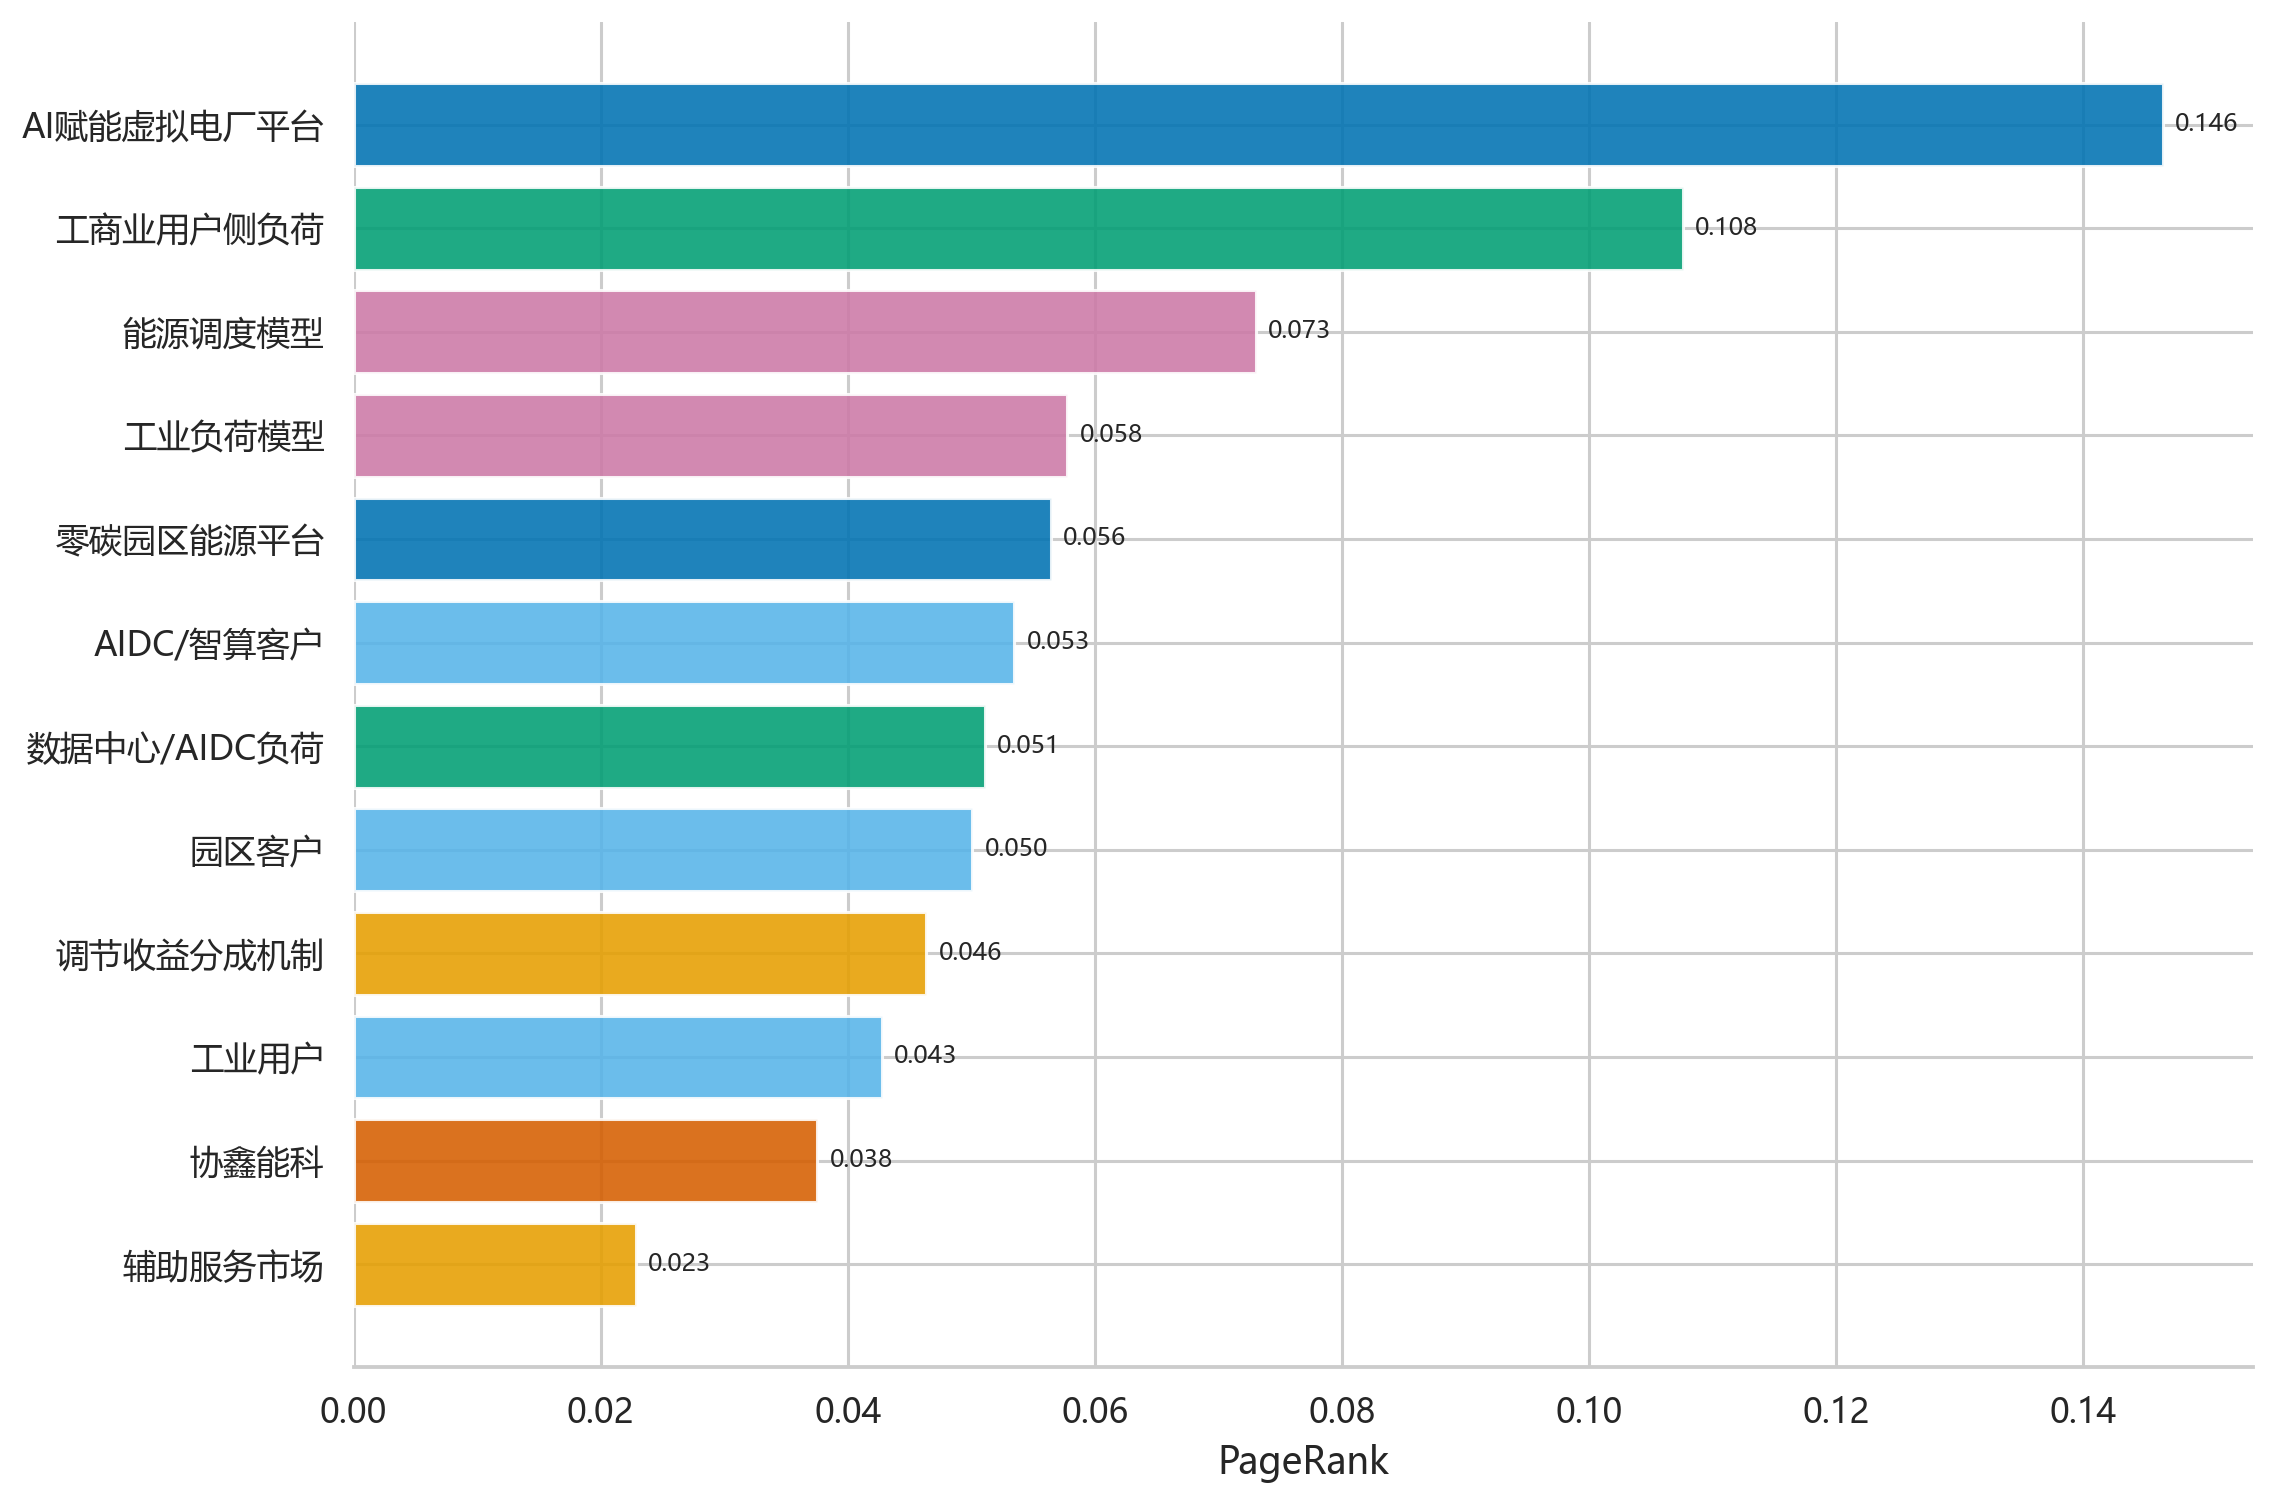 AI赋能虚拟电厂平台 0.146
工商业用户侧负荷 0.108
能源调度模型 0.073
工业负荷模型 0.058
零碳园区能源平台 0.056
AIDC/智算客户 0.053
数据中心/AIDC负荷 0.051
园区客户 0.050
调节收益分成机制 0.046
工业用户 0.043
协鑫能科 0.038
辅助服务市场 0.023
0.00 0.02 0.04 0.06 0.08 0.10 0.12 0.14
PageRank